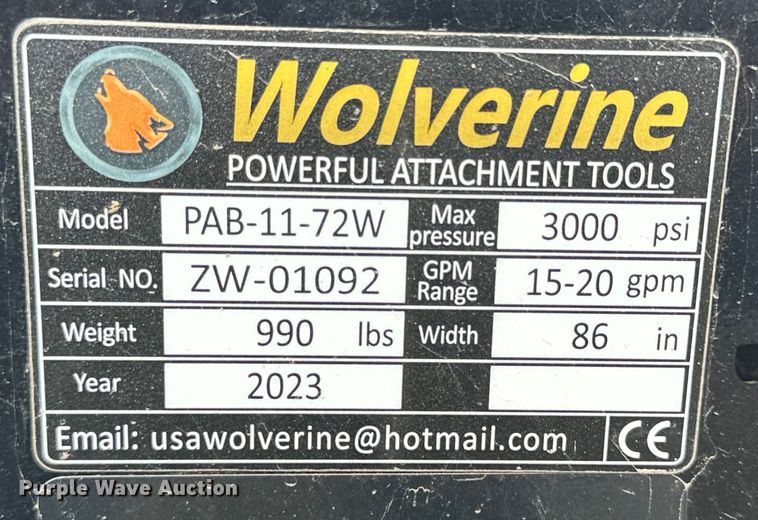 Wolverine
POWERFUL ATTACHMENT TOOLS
Model PAB-11-72W Max pressure 3000 psi
Serial NO. ZW-01092 GPM Range 15-20 gpm
Weight 990 lbs Width 86 in
Year 2023
Email: usawolverine@hotmail.com CE
Purple Wave Auction